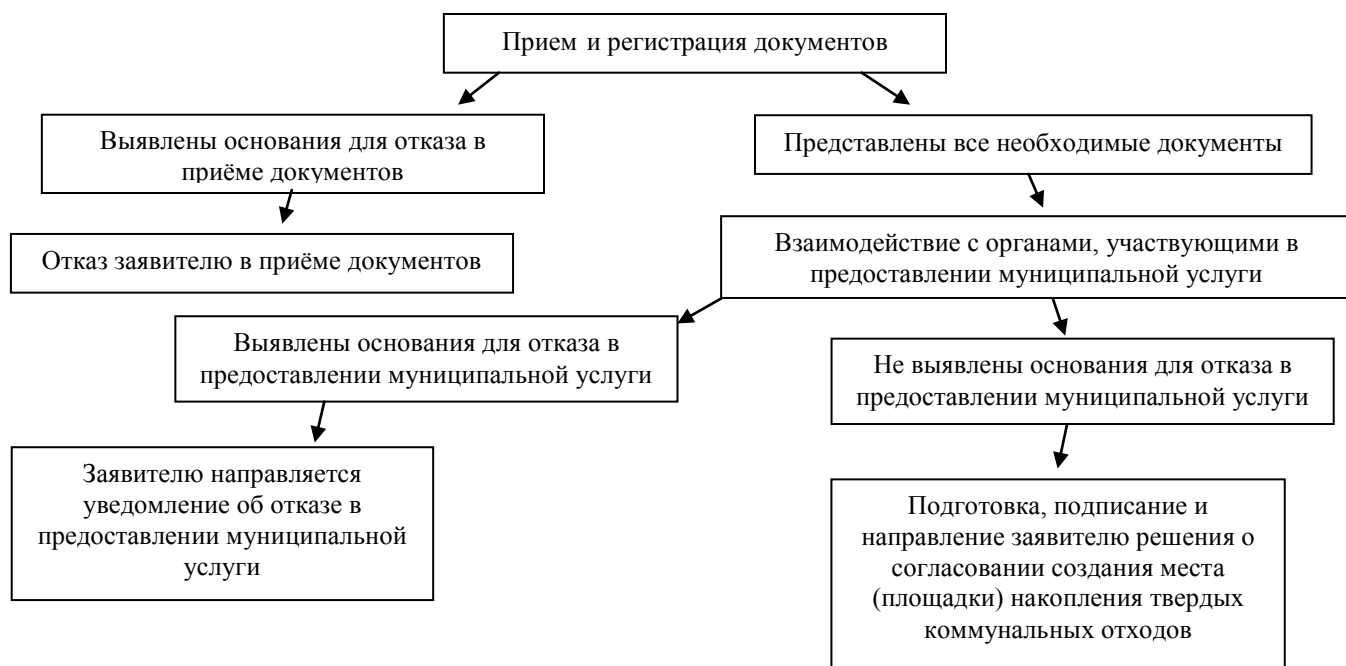 Прием и регистрация документов
Выявлены основания для отказа в
приёме документов
Представлены все необходимые документы
Отказ заявителю в приёме документов
Взаимодействие с органами, участвующими в
предоставлении муниципальной услуги
Выявлены основания для отказа в
предоставлении муниципальной услуги
Не выявлены основания для отказа в
предоставлении муниципальной услуги
Заявителю направляется
уведомление об отказе в
предоставлении муниципальной
услуги
Подготовка, подписание и
направление заявителю решения о
согласовании создания места
(площадки) накопления твердых
коммунальных отходов